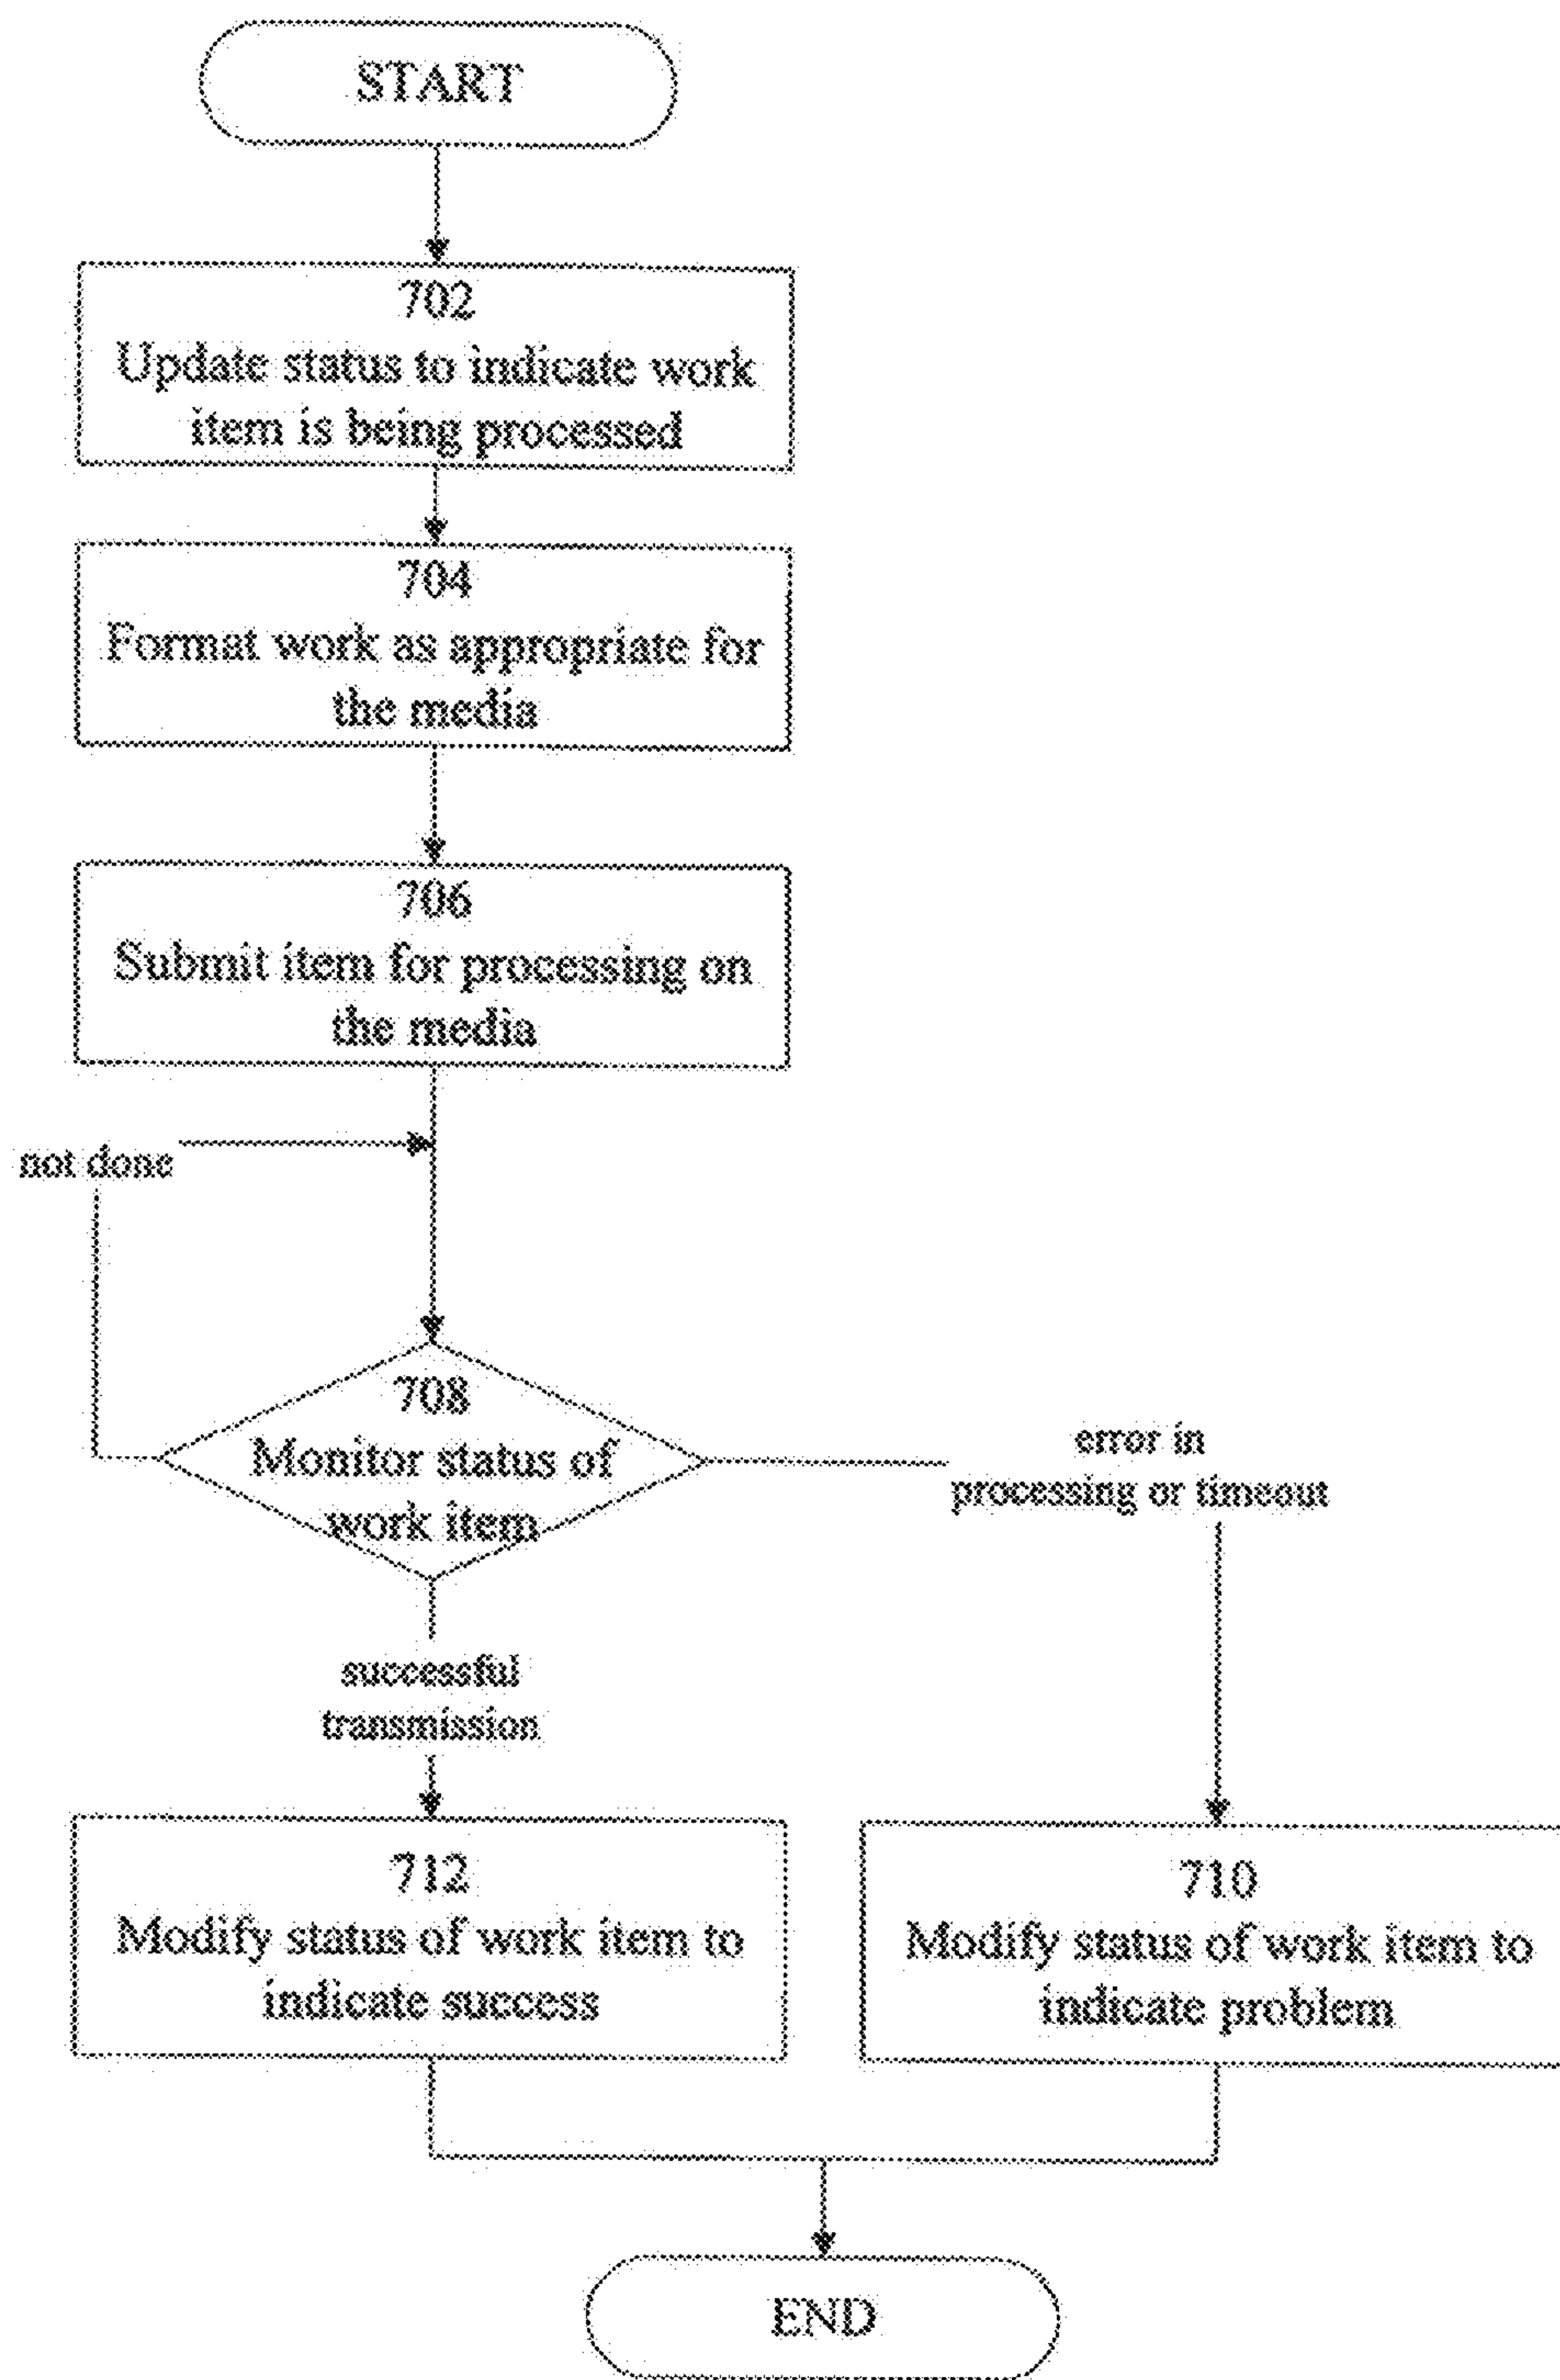 START
702
Update status to indicate work
item is being processed
704
Format work as appropriate for
the media
706
Submit item for processing on
the media
not done
708
Monitor status of
work item
error in
processing or timeout
successful
transmission
712
Modify status of work item to
indicate success
710
Modify status of work item to
indicate problem
END